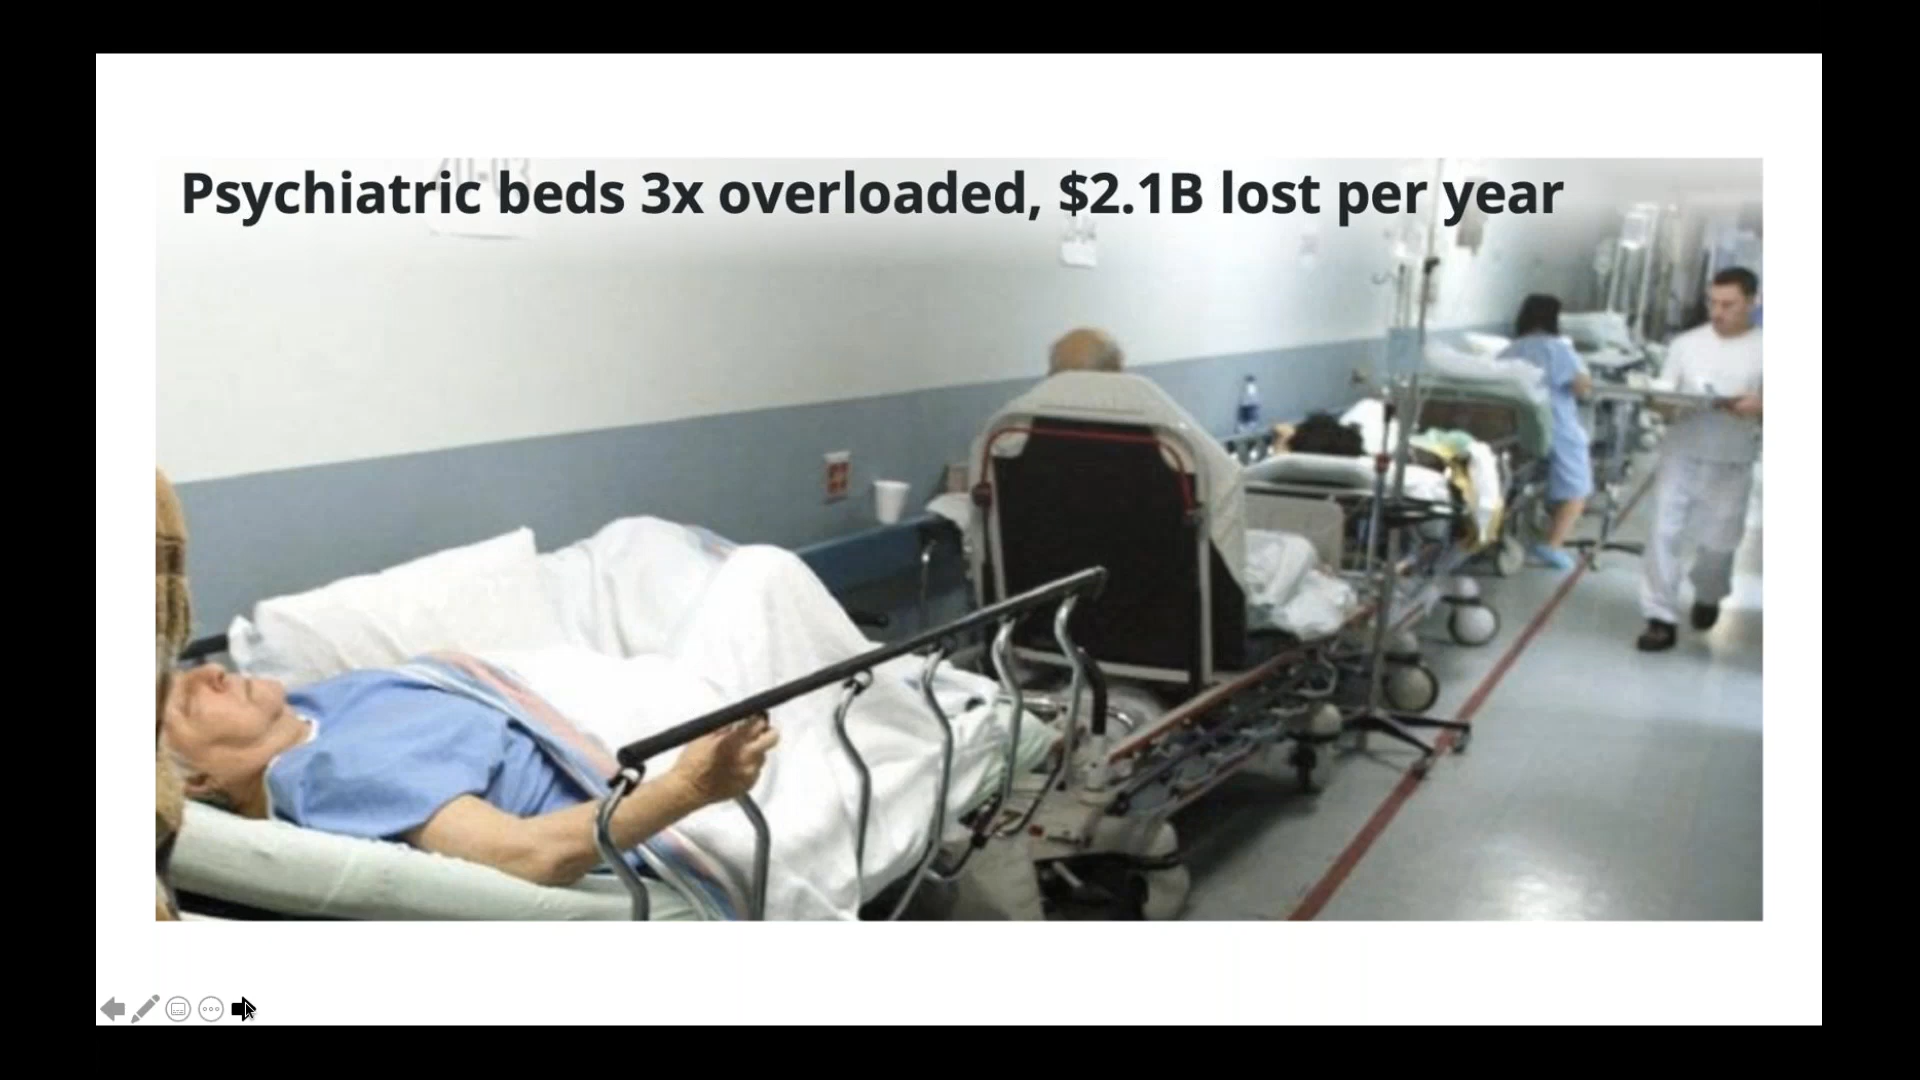 Psychiatric beds 3x overloaded, $2.1B lost per year